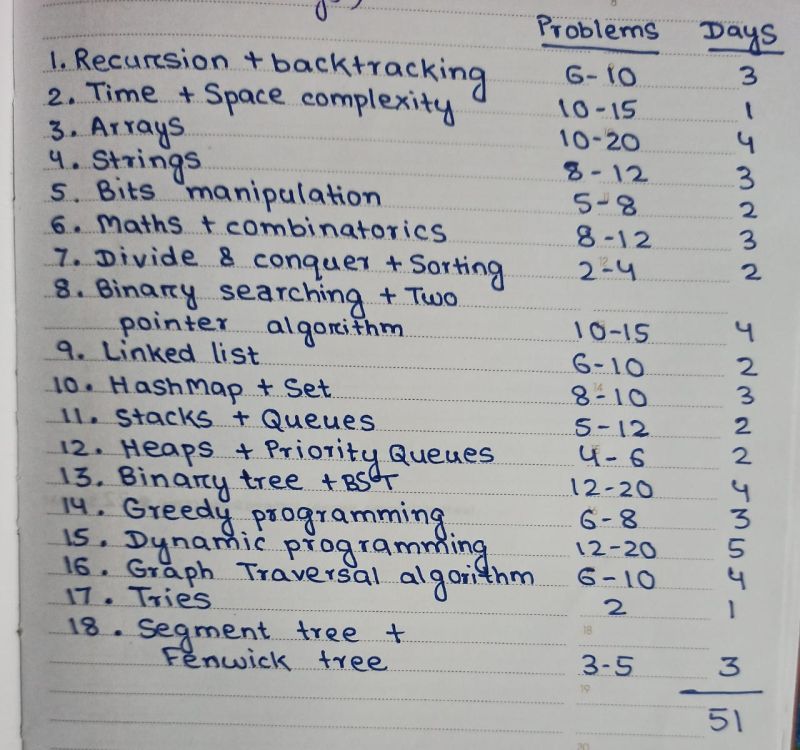 Problems Days
1. Recursion + backtracking 6-10 3
2. Time + Space complexity 10-15 1
3. Arrays 10-20 4
4. Strings 8-12 3
5. Bits manipulation 5-8 2
6. Maths + combinatorics 8-12 3
7. Divide & conquer + Sorting 2-4 2
8. Binary searching + Two
pointer algorithm 10-15 4
9. Linked list 6-10 2
10. HashMap + Set 8-10 3
11. Stacks + Queues 5-12 2
12. Heaps + Priority Queues 4-6 2
13. Binary tree + BST 12-20 4
14. Greedy programming 6-8 3
15. Dynamic programming 12-20 5
16. Graph Traversal algorithm 6-10 4
17. Tries 2 1
18. Segment tree +
Fenwick tree 3-5 3
51